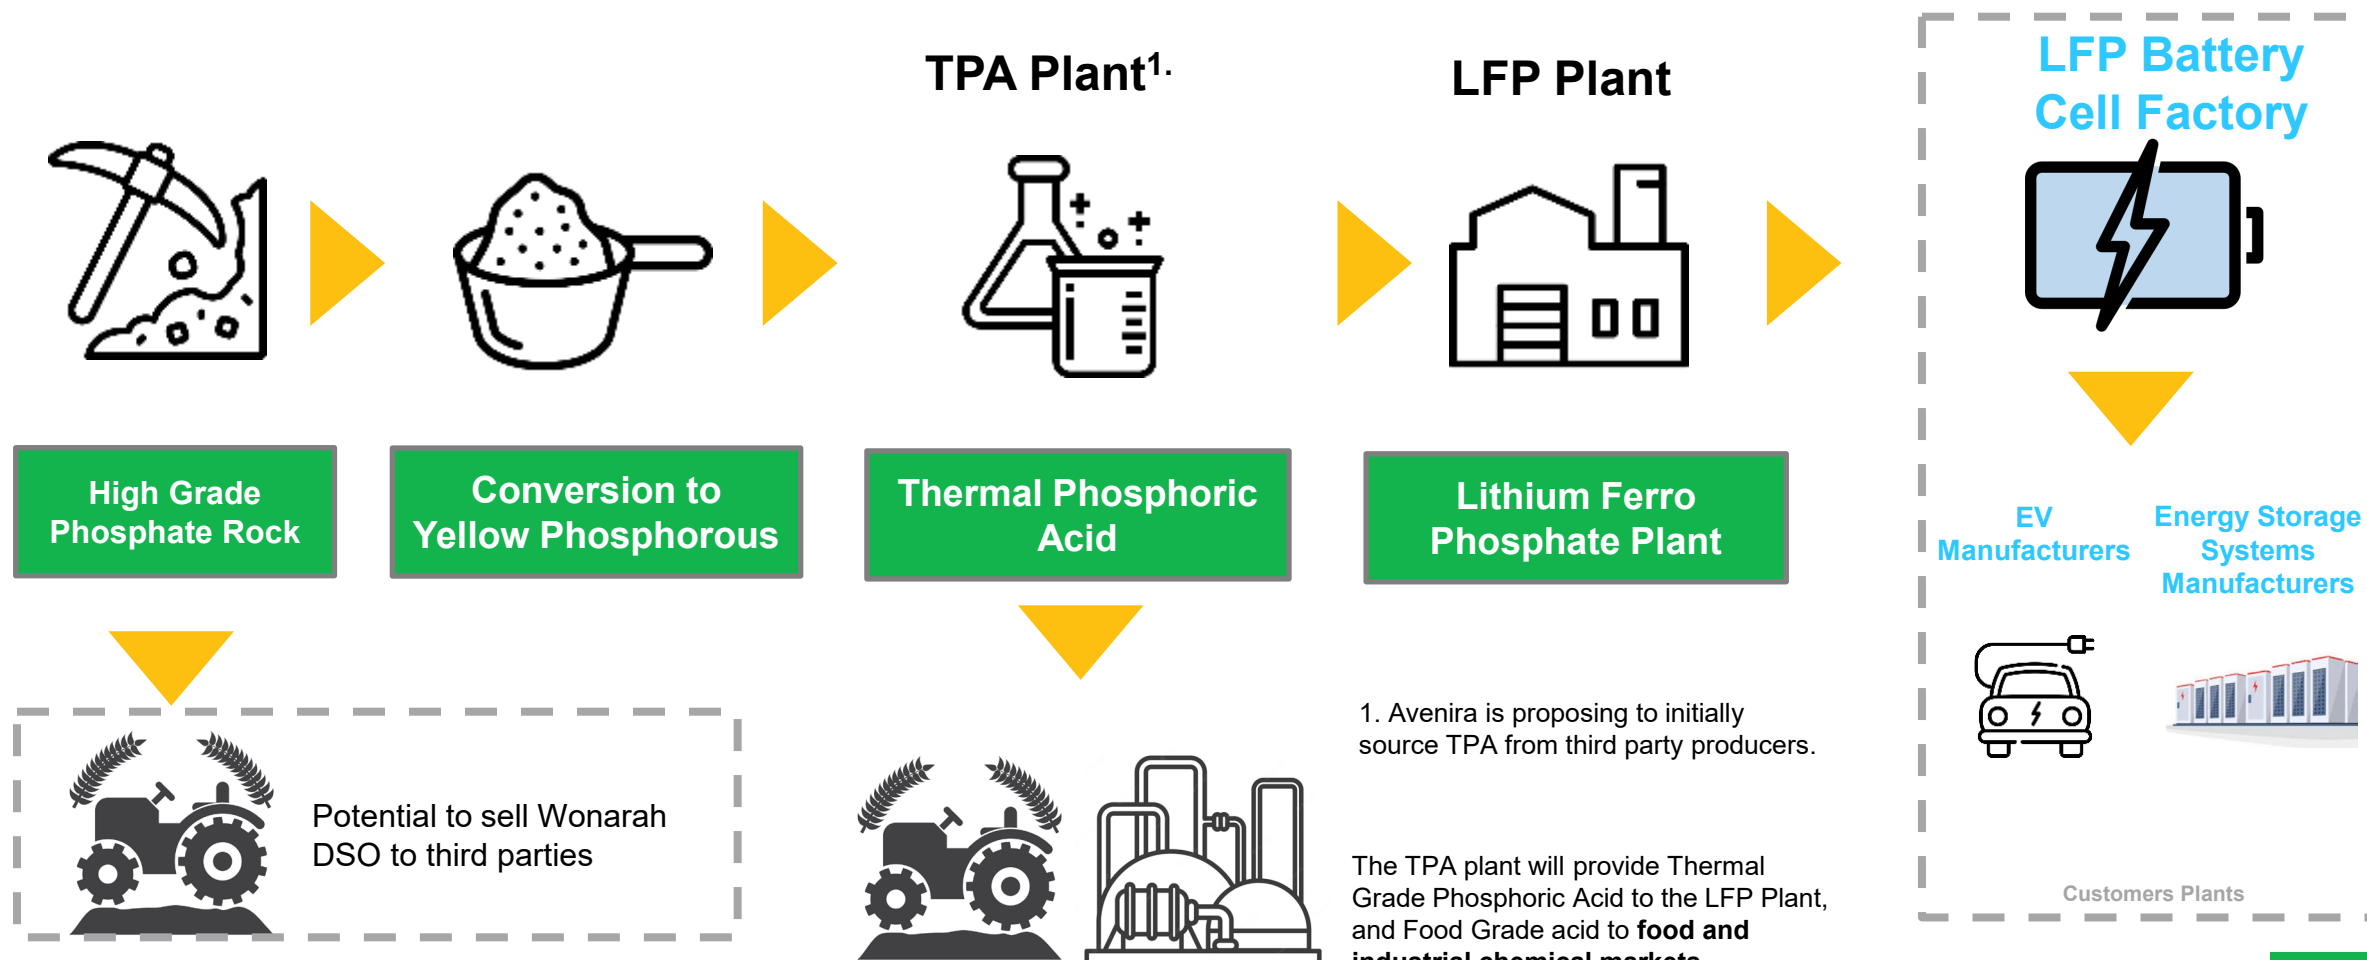 TPA Plant1.
LFP Plant
LFP Battery
Cell Factory
High Grade
Phosphate Rock
Conversion to
Yellow Phosphorous
Thermal Phosphoric
Acid
Lithium Ferro
Phosphate Plant
EV
Manufacturers
Energy Storage
Systems
Manufacturers
Potential to sell Wonarah
DSO to third parties
1. Avenira is proposing to initially
source TPA from third party producers.
The TPA plant will provide Thermal
Grade Phosphoric Acid to the LFP Plant,
and Food Grade acid to food and
industrial chemical markets
Customers Plants